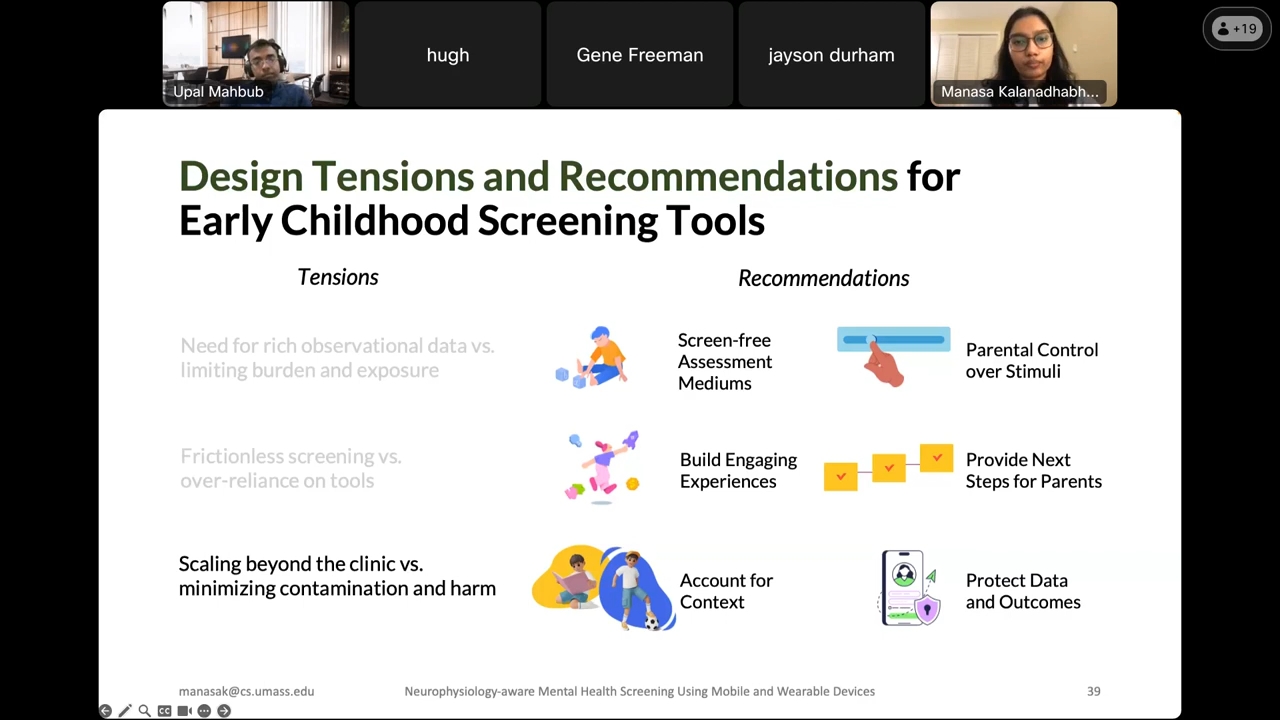 Upal Mahbub
hugh
Gene Freeman
jayson durham
Manasa Kalanadhabh...
+19
Design Tensions and Recommendations for
Early Childhood Screening Tools
Tensions
Recommendations
Need for rich observational data vs.
limiting burden and exposure
Screen-free
Assessment
Mediums
Parental Control
over Stimuli
Frictionless screening vs.
over-reliance on tools
Build Engaging
Experiences
Provide Next
Steps for Parents
Scaling beyond the clinic vs.
minimizing contamination and harm
Account for
Context
Protect Data
and Outcomes
manasak@cs.umass.edu
Neurophysiology-aware Mental Health Screening Using Mobile and Wearable Devices
39
CC